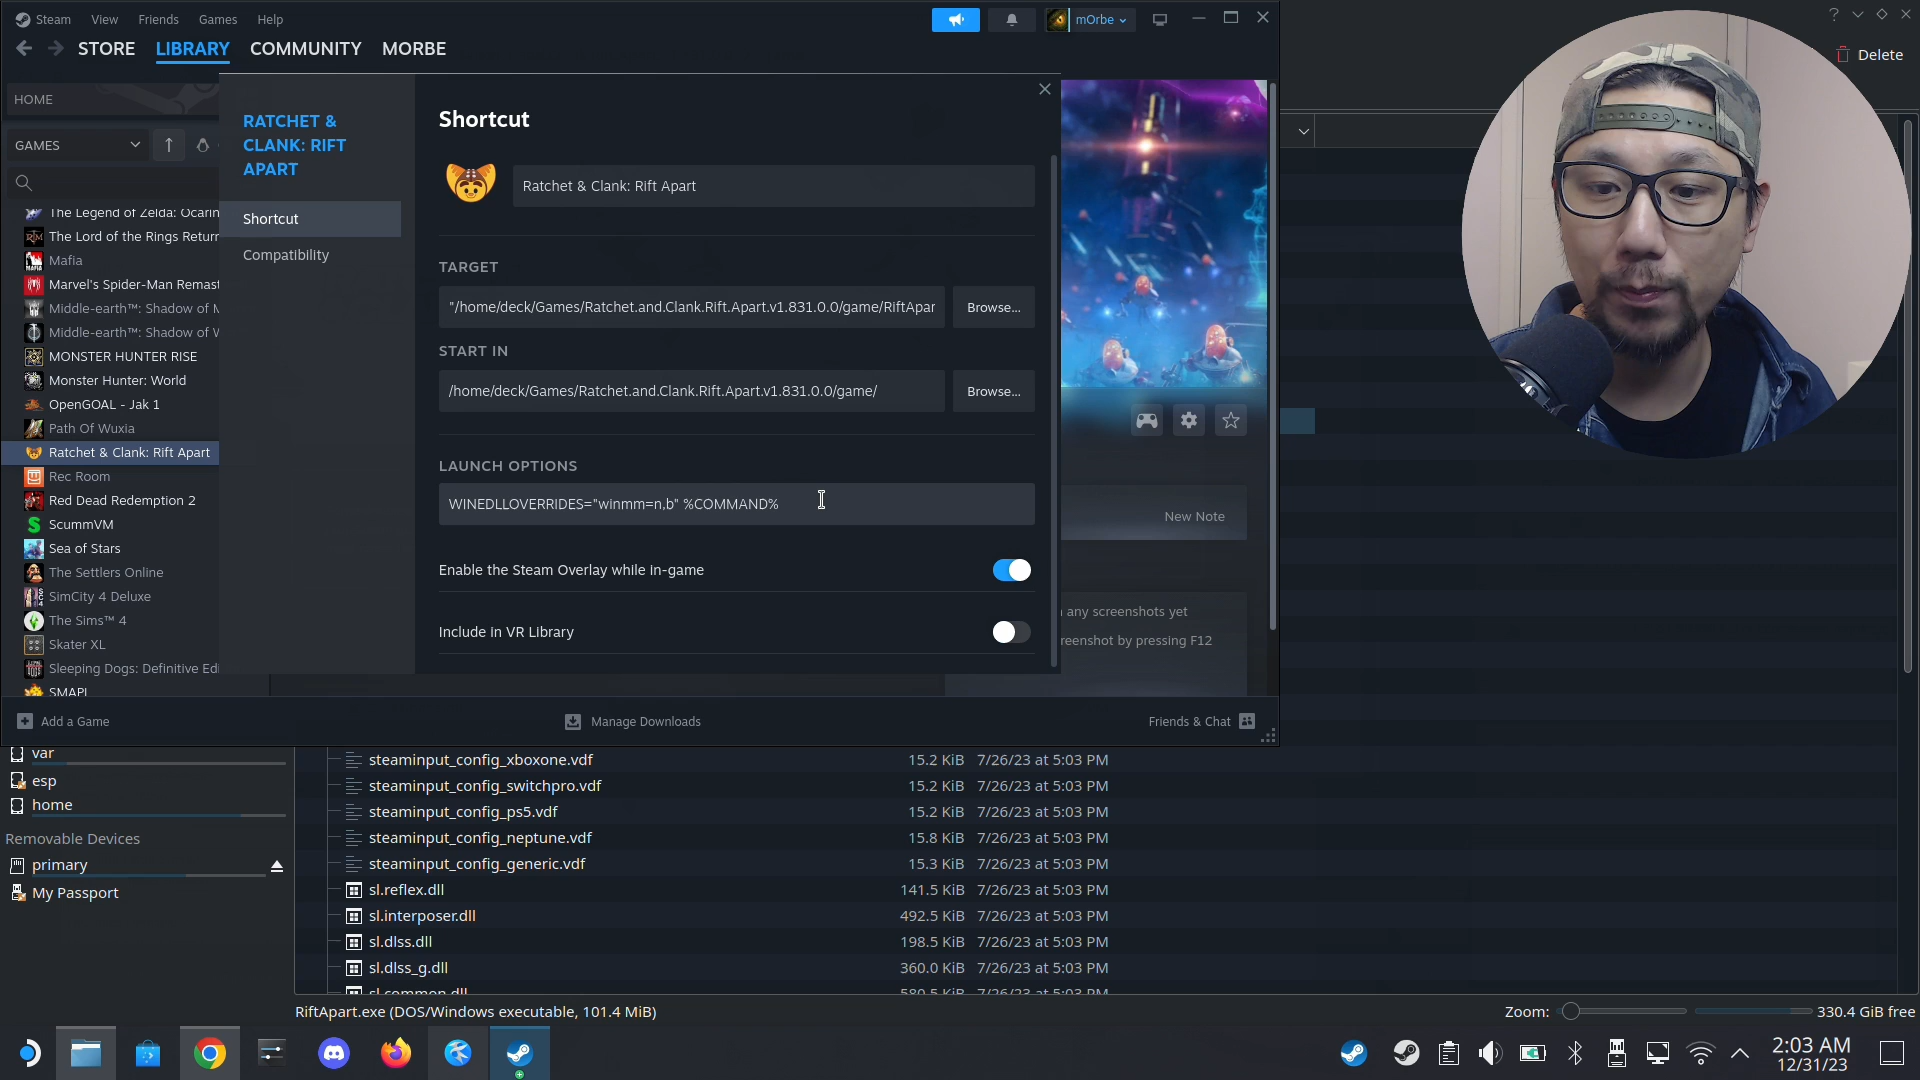 Steam View Friends Games Help
mOrbe
STORE LIBRARY COMMUNITY MORBE
Delete
HOME
GAMES
The Legend of Zelda: Ocarin
The Lord of the Rings Return
Mafia
Marvel's Spider-Man Remast
Middle-earth™: Shadow of M
Middle-earth™: Shadow of W
MONSTER HUNTER RISE
Monster Hunter: World
OpenGOAL - Jak 1
Path Of Wuxia
Ratchet & Clank: Rift Apart
Rec Room
Red Dead Redemption 2
ScummVM
Sea of Stars
The Settlers Online
SimCity 4 Deluxe
The Sims™ 4
Skater XL
Sleeping Dogs: Definitive Edi
SMAPI
RATCHET &
CLANK: RIFT
APART
Shortcut
Compatibility
Shortcut
Ratchet & Clank: Rift Apart
TARGET
"/home/deck/Games/Ratchet.and.Clank.Rift.Apart.v1.831.0.0/game/RiftApar
Browse...
START IN
/home/deck/Games/Ratchet.and.Clank.Rift.Apart.v1.831.0.0/game/
Browse...
LAUNCH OPTIONS
WINEDLLOVERRIDES="winmm=n,b" %COMMAND%
Enable the Steam Overlay while in-game
Include in VR Library
New Note
any screenshots yet
reenshot by pressing F12
Add a Game
Manage Downloads
Friends & Chat
var
esp
home
Removable Devices
primary
My Passport
steaminput_config_xboxone.vdf 15.2 KiB 7/26/23 at 5:03 PM
steaminput_config_switchpro.vdf 15.2 KiB 7/26/23 at 5:03 PM
steaminput_config_ps5.vdf 15.2 KiB 7/26/23 at 5:03 PM
steaminput_config_neptune.vdf 15.8 KiB 7/26/23 at 5:03 PM
steaminput_config_generic.vdf 15.3 KiB 7/26/23 at 5:03 PM
sl.reflex.dll 141.5 KiB 7/26/23 at 5:03 PM
sl.interposer.dll 492.5 KiB 7/26/23 at 5:03 PM
sl.dlss.dll 198.5 KiB 7/26/23 at 5:03 PM
sl.dlss_g.dll 360.0 KiB 7/26/23 at 5:03 PM
sl.common.dll 580.5 KiB 7/26/23 at 5:03 PM
RiftApart.exe (DOS/Windows executable, 101.4 MiB)
Zoom:
330.4 GiB free
2:03 AM
12/31/23